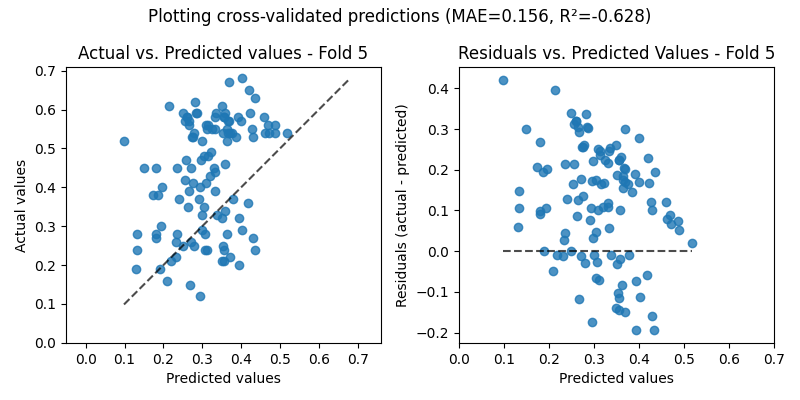 Plotting cross-validated predictions (MAE=0.156, R²=-0.628)
Actual vs. Predicted values - Fold 5
Actual values
0.7
0.6
0.5
0.4
0.3
0.2
0.1
0.0
0.0 0.1 0.2 0.3 0.4 0.5 0.6 0.7
Predicted values
Residuals vs. Predicted Values - Fold 5
Residuals (actual - predicted)
0.4
0.3
0.2
0.1
0.0
−0.1
−0.2
0.0 0.1 0.2 0.3 0.4 0.5 0.6 0.7
Predicted values